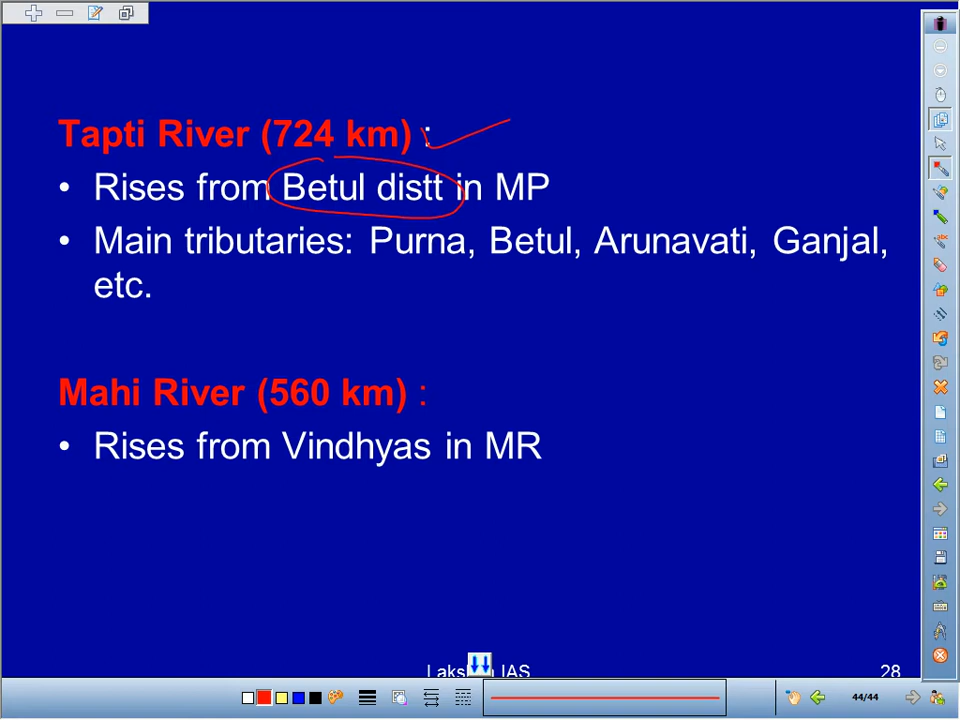 Tapti River (724 km) :
• Rises from Betul distt in MP
• Main tributaries: Purna, Betul, Arunavati, Ganjal,
etc.
Mahi River (560 km) :
• Rises from Vindhyas in MR
IAS
28
44/44